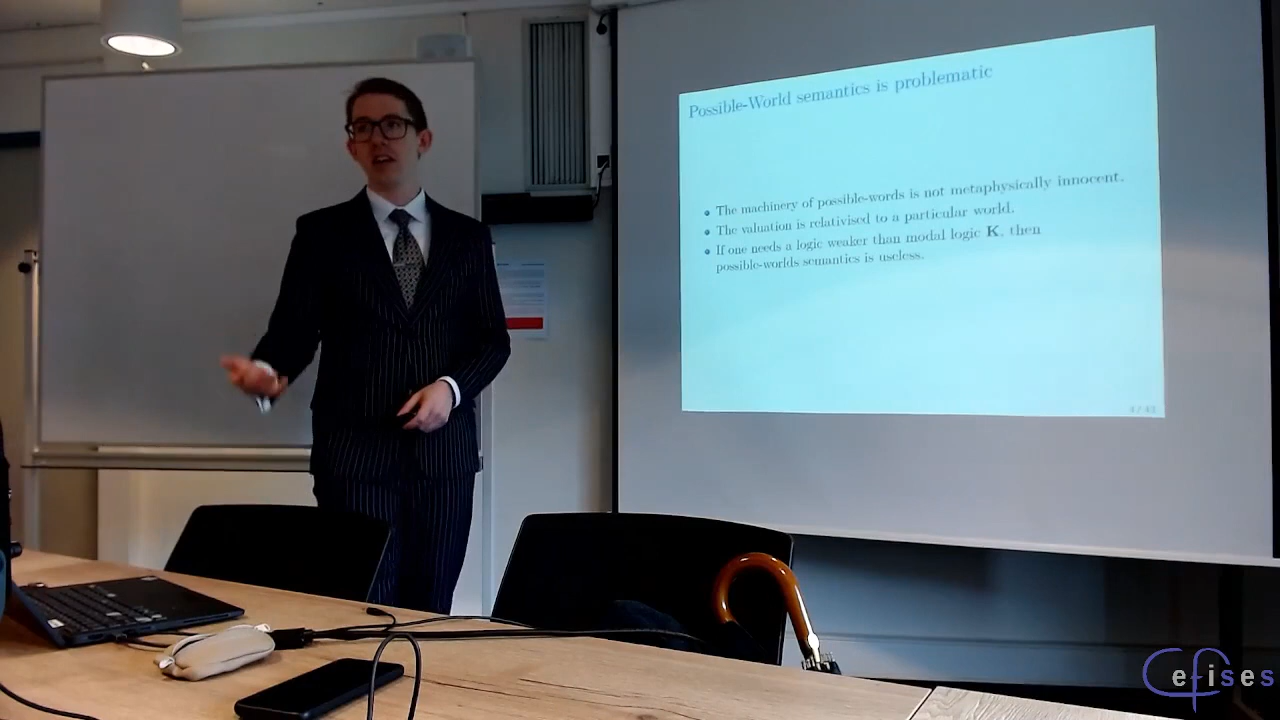 Possible-World semantics is problematic
The machinery of possible-words is not metaphysically innocent.
The valuation is relativised to a particular world.
If one needs a logic weaker than modal logic K, then
possible-worlds semantics is useless.
efises